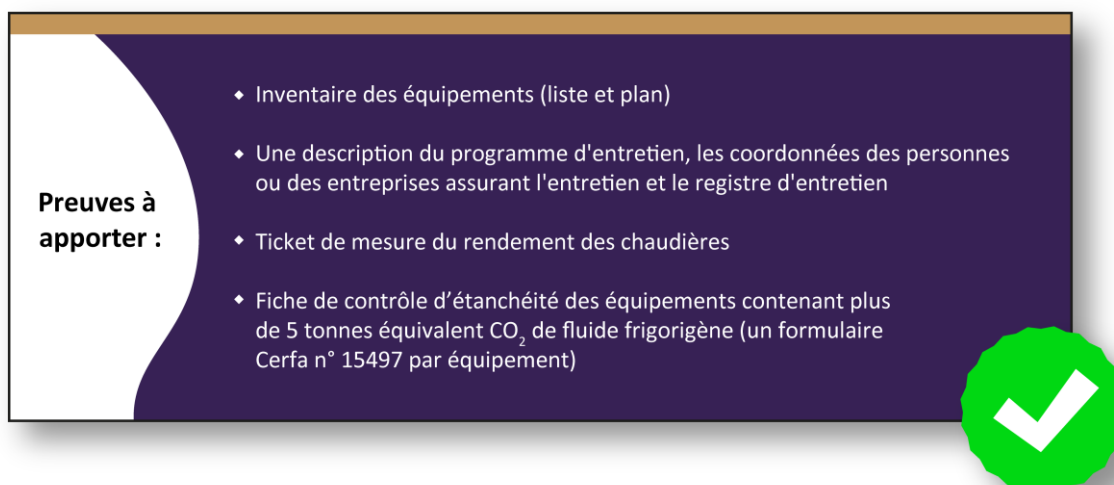 Preuves à
apporter :
◆ Inventaire des équipements (liste et plan)
◆ Une description du programme d'entretien, les coordonnées des personnes
ou des entreprises assurant l'entretien et le registre d'entretien
◆ Ticket de mesure du rendement des chaudières
◆ Fiche de contrôle d’étanchéité des équipements contenant plus
de 5 tonnes équivalent CO₂ de fluide frigorigène (un formulaire
Cerfa n° 15497 par équipement)